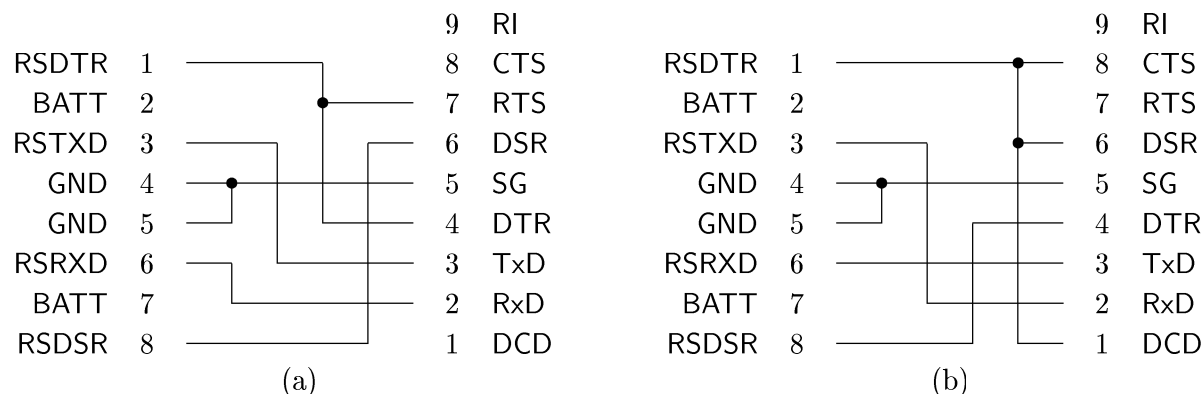 9 RI
RSDTR 1 8 CTS
BATT 2 7 RTS
RSTXD 3 6 DSR
GND 4 5 SG
GND 5 4 DTR
RSRXD 6 3 TxD
BATT 7 2 RxD
RSDSR 8 1 DCD
(a)
9 RI
RSDTR 1 8 CTS
BATT 2 7 RTS
RSTXD 3 6 DSR
GND 4 5 SG
GND 5 4 DTR
RSRXD 6 3 TxD
BATT 7 2 RxD
RSDSR 8 1 DCD
(b)